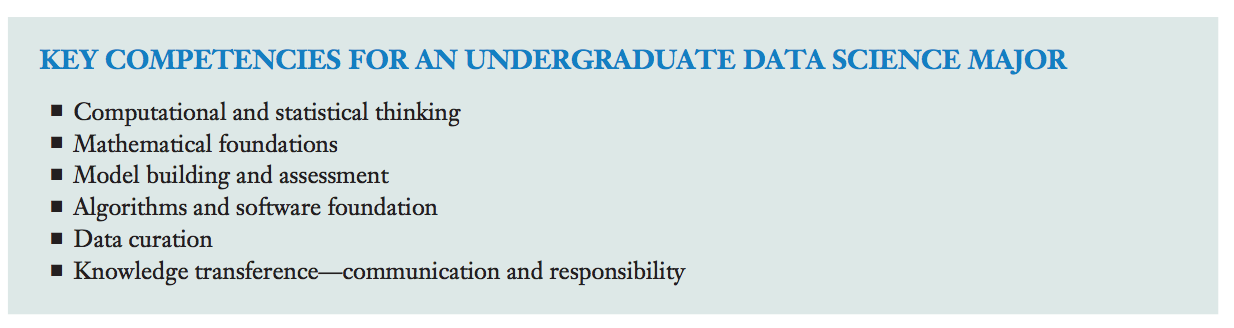 KEY COMPETENCIES FOR AN UNDERGRADUATE DATA SCIENCE MAJOR
■ Computational and statistical thinking
■ Mathematical foundations
■ Model building and assessment
■ Algorithms and software foundation
■ Data curation
■ Knowledge transference—communication and responsibility